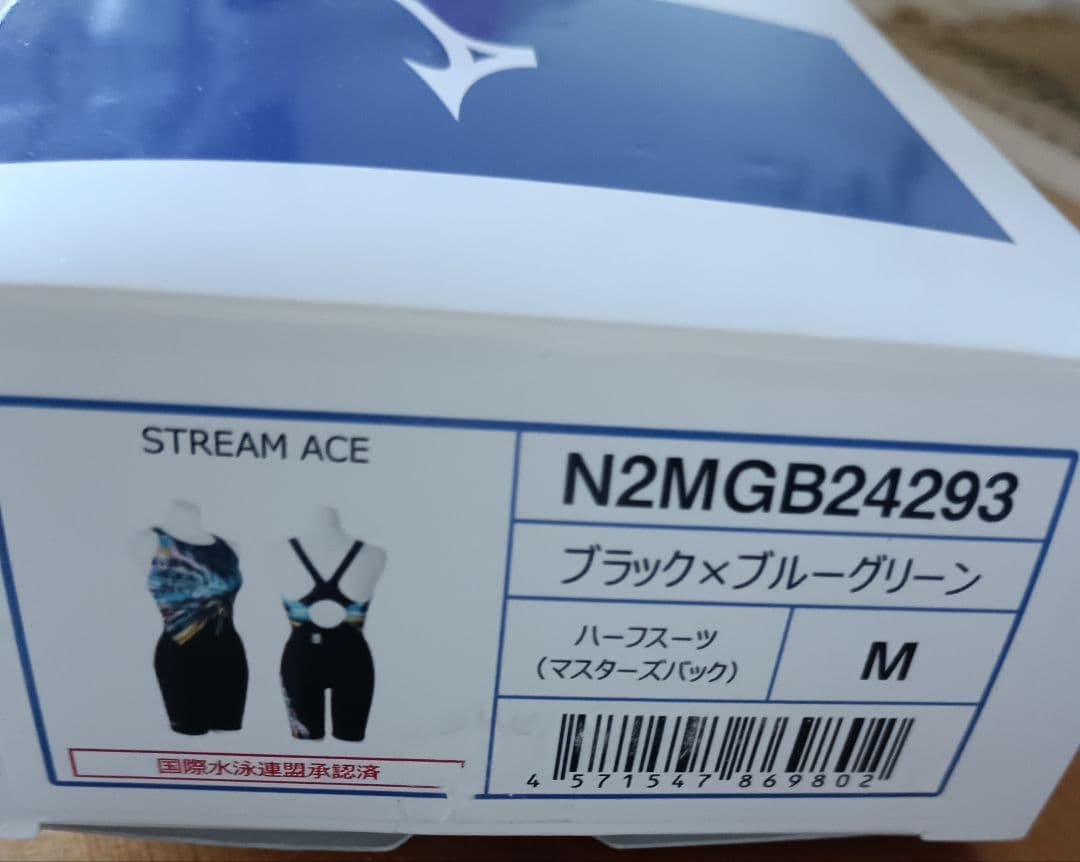 STREAM ACE
N2MGB24293
ブラック×ブルーグリーン
ハーフスーツ
(マスターズバック)
M
国際水泳連盟承認済
4 571547 869802